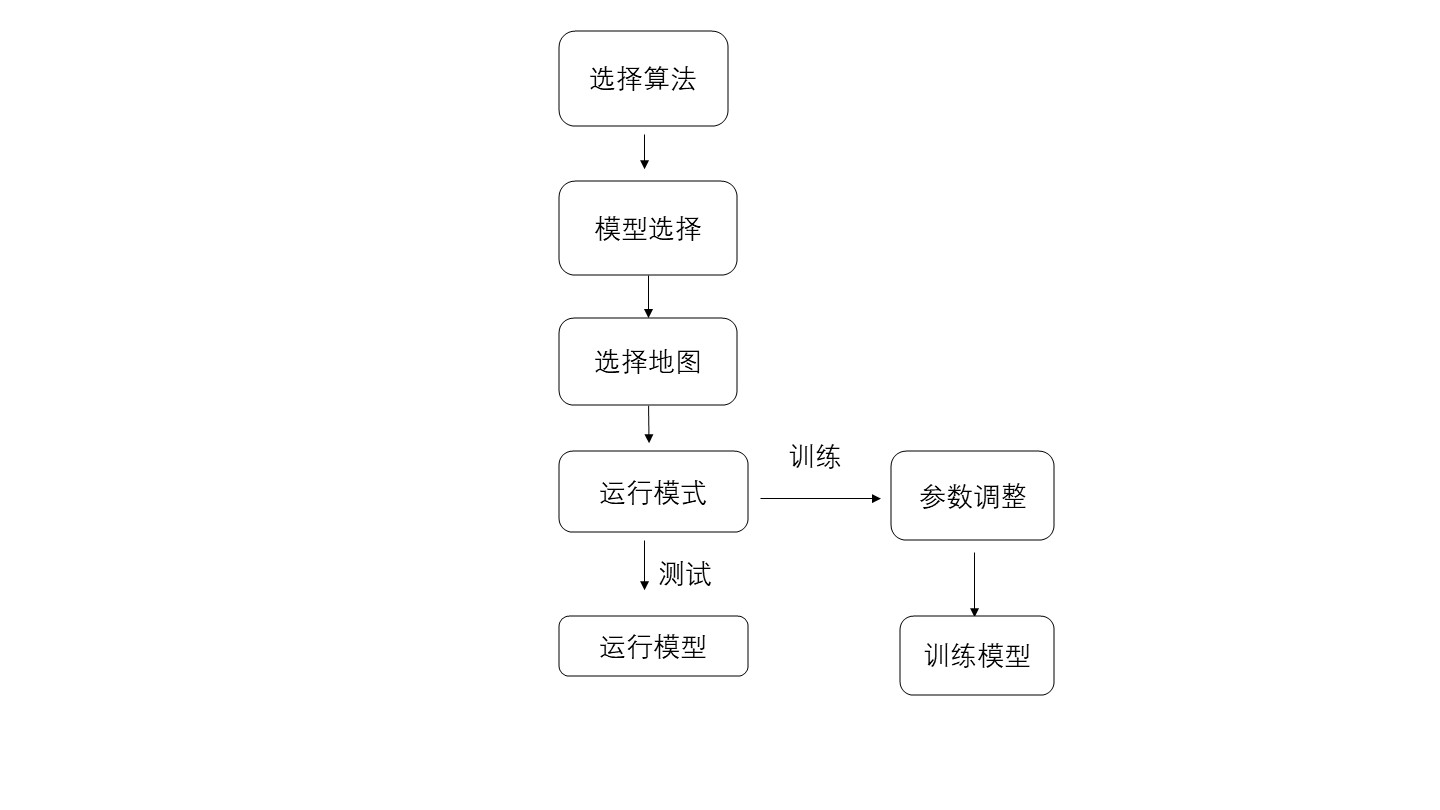 选择算法
模型选择
选择地图
运行模式
训练
参数调整
测试
运行模型
训练模型